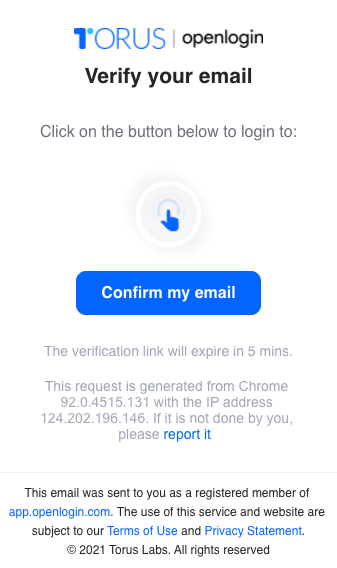 TORUS | openlogin
Verify your email
Click on the button below to login to:
Confirm my email
The verification link will expire in 5 mins.
This request is generated from Chrome
92.0.4515.131 with the IP address
124.202.196.146. If it is not done by you,
please report it
This email was sent to you as a registered member of
app.openlogin.com. The use of this service and website are
subject to our Terms of Use and Privacy Statement.
© 2021 Torus Labs. All rights reserved